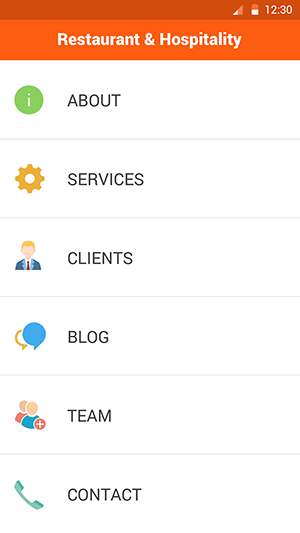 12:30
Restaurant & Hospitality
ABOUT
SERVICES
CLIENTS
BLOG
TEAM
CONTACT